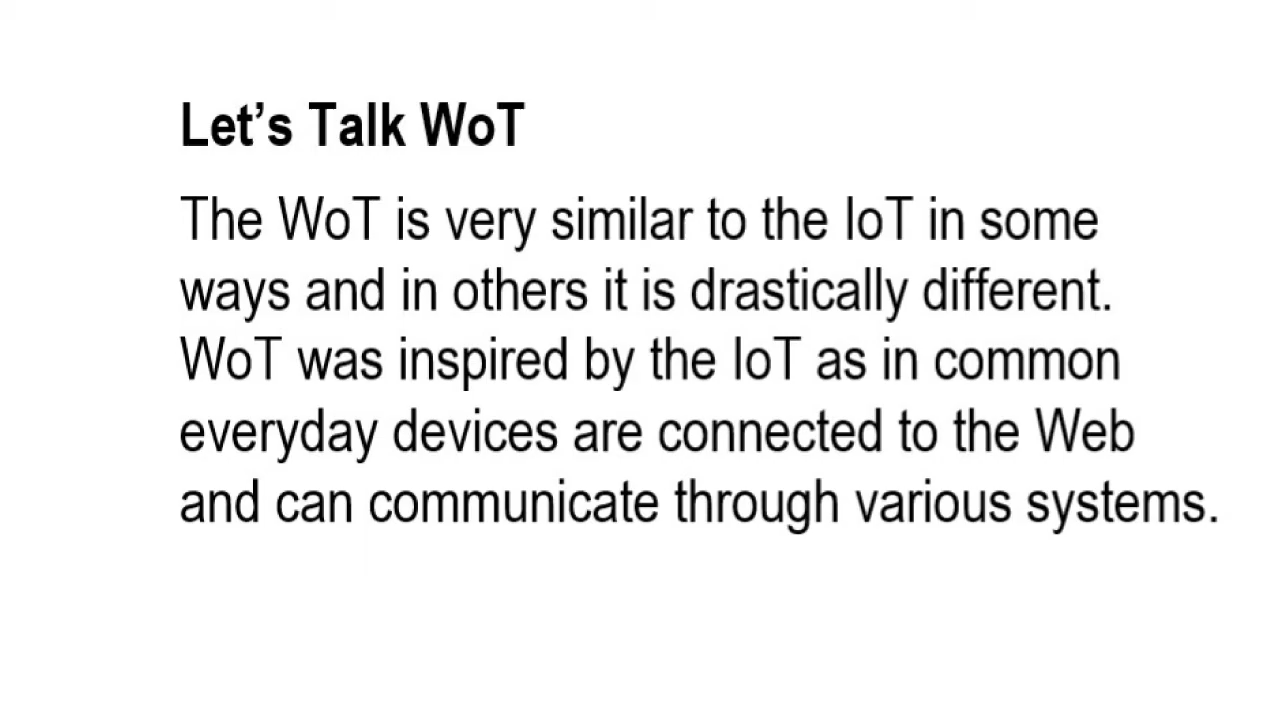 Let’s Talk WoT
The WoT is very similar to the IoT in some
ways and in others it is drastically different.
WoT was inspired by the IoT as in common
everyday devices are connected to the Web
and can communicate through various systems.